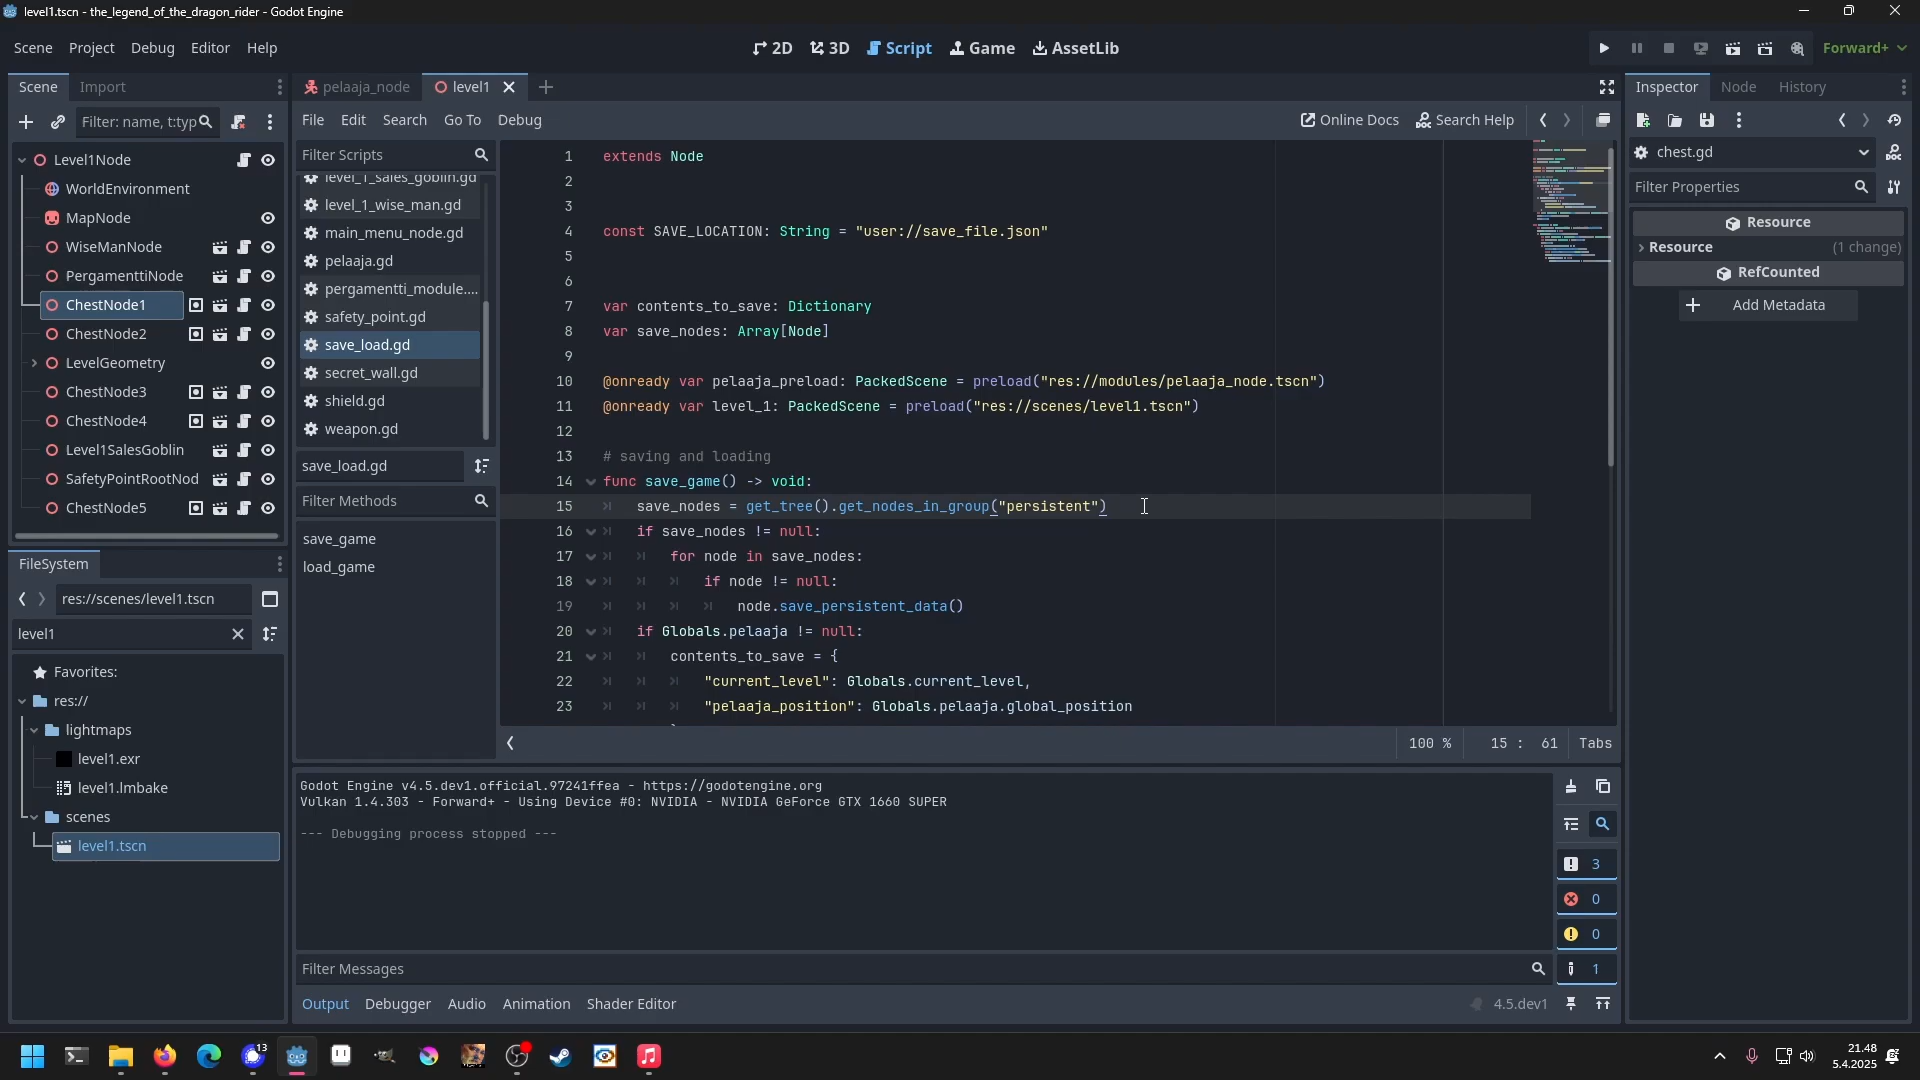 level1.tscn - the_legend_of_the_dragon_rider - Godot Engine
Scene Project Debug Editor Help
2D 3D Script Game AssetLib
Forward+
Scene Import
Filter: name, t:typ
Level1Node
WorldEnvironment
MapNode
WiseManNode
PergamenttiNode
ChestNode1
ChestNode2
LevelGeometry
ChestNode3
ChestNode4
Level1SalesGoblin
SafetyPointRootNod
ChestNode5
FileSystem
res://scenes/level1.tscn
level1
Favorites:
res://
lightmaps
level1.exr
level1.lmbake
scenes
level1.tscn
pelaaja_node level1
File Edit Search Go To Debug
Online Docs Search Help
Filter Scripts
level_1_sales_goblin.gd
level_1_wise_man.gd
main_menu_node.gd
pelaaja.gd
pergamentti_module....
safety_point.gd
save_load.gd
secret_wall.gd
shield.gd
weapon.gd
save_load.gd
Filter Methods
save_game
load_game
1 extends Node
2
3
4 const SAVE_LOCATION: String = "user://save_file.json"
5
6
7 var contents_to_save: Dictionary
8 var save_nodes: Array[Node]
9
10 @onready var pelaaja_preload: PackedScene = preload("res://modules/pelaaja_node.tscn")
11 @onready var level_1: PackedScene = preload("res://scenes/level1.tscn")
12
13 # saving and loading
14 func save_game() -> void:
15 save_nodes = get_tree().get_nodes_in_group("persistent")
16 if save_nodes != null:
17 for node in save_nodes:
18 if node != null:
19 node.save_persistent_data()
20 if Globals.pelaaja != null:
21 contents_to_save = {
22 "current_level": Globals.current_level,
23 "pelaaja_position": Globals.pelaaja.global_position
100 % 15 : 61 Tabs
Godot Engine v4.5.dev1.official.97241ffea - https://godotengine.org
Vulkan 1.4.303 - Forward+ - Using Device #0: NVIDIA - NVIDIA GeForce GTX 1660 SUPER
--- Debugging process stopped ---
3
0
0
1
Filter Messages
Output Debugger Audio Animation Shader Editor
4.5.dev1
Inspector Node History
chest.gd
Filter Properties
Resource
Resource (1 change)
RefCounted
Add Metadata
13
21.48
5.4.2025